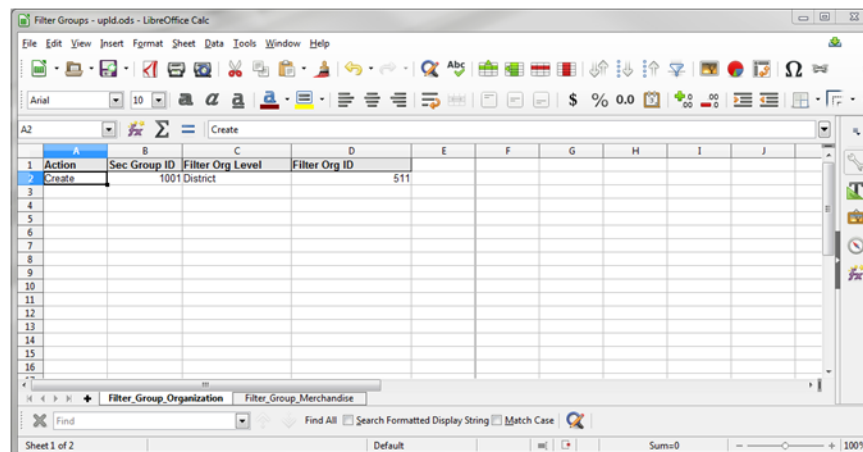 Filter Groups - upld.ods - LibreOffice Calc
File Edit View Insert Format Sheet Data Tools Window Help
Arial 10 a a a $ % 0.0
A2 Create
A B C D E F G H I J
1 Action Sec Group ID Filter Org Level Filter Org ID
2 Create 1001 District 511
3
4
5
6
7
8
9
10
11
12
13
14
15
16
Filter_Group_Organization Filter_Group_Merchandise
Find Find All Search Formatted Display String Match Case
Sheet 1 of 2 Default Sum=0 100%